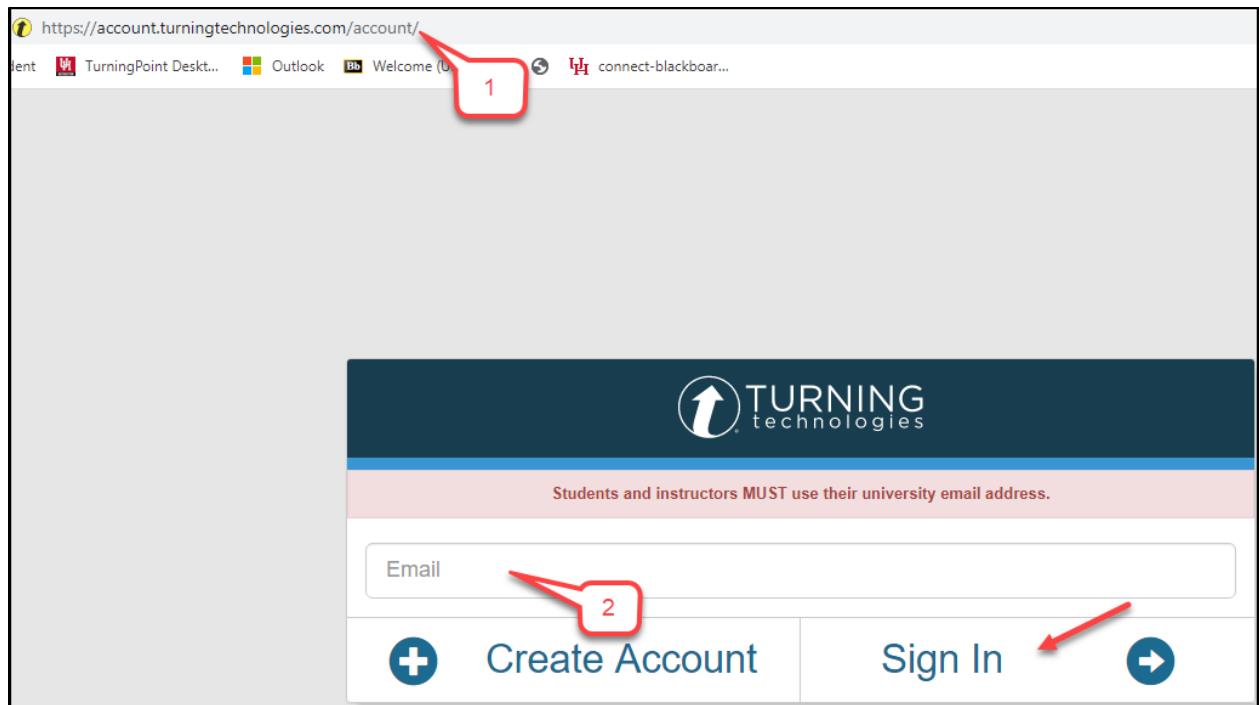 https://account.turningtechnologies.com/account/
dent TurningPoint Deskt... Outlook Bb Welcome (U connect-blackboar...
1
TURNING
technologies
Students and instructors MUST use their university email address.
Email
2
Create Account Sign In